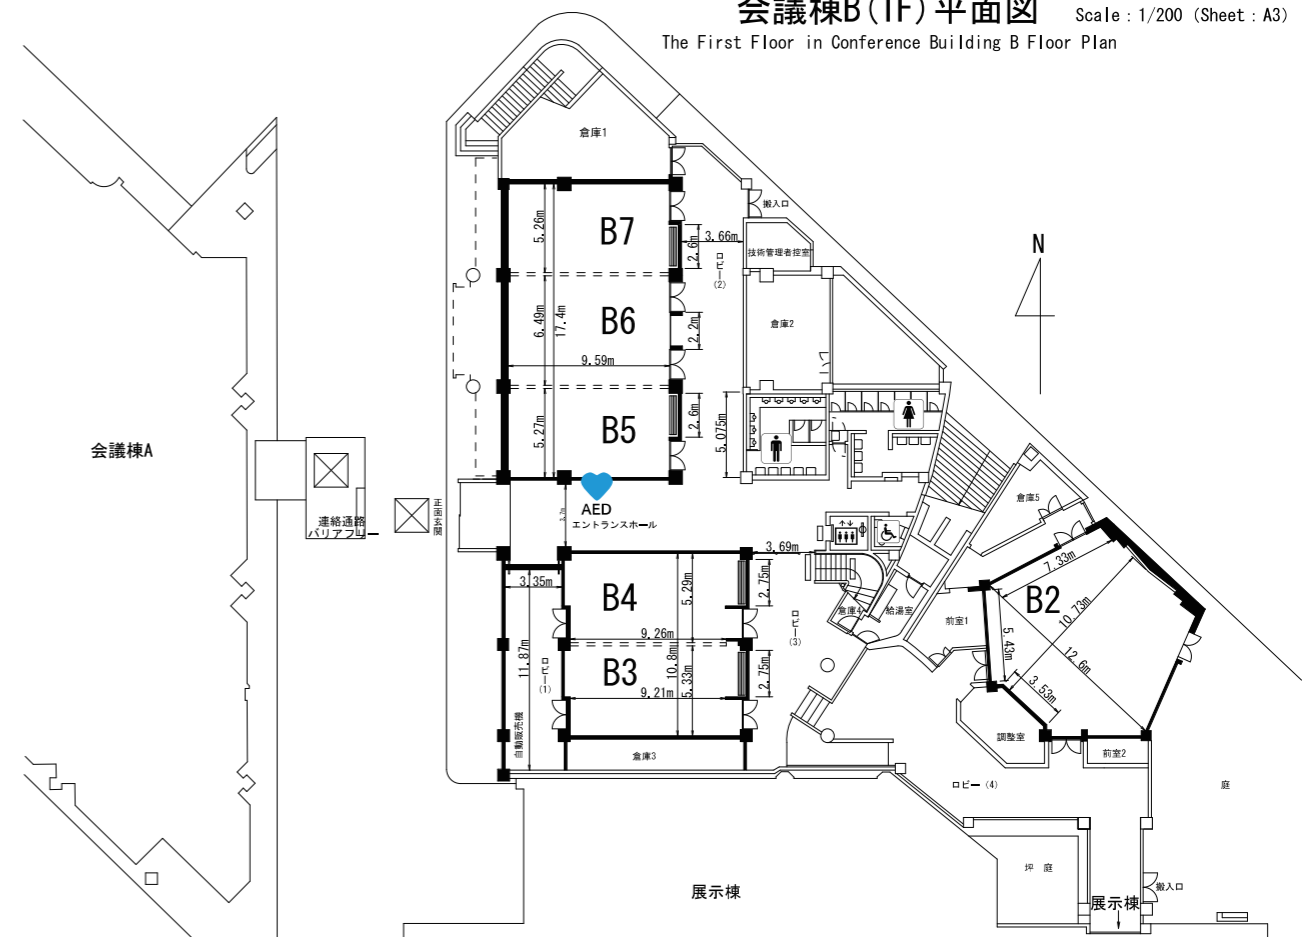 会議棟B(1F)平面図 Scale : 1/200 (Sheet : A3)
The First Floor in Conference Building B Floor Plan
倉庫1
搬入口
B7
5.26m
2.6m
3.66m
技術管理者控室
ロビー(2)
N
B6
6.49m
17.4m
2.2m
倉庫2
9.59m
B5
5.27m
2.6m
5.075m
会議棟A
連絡通路
バリアフリー
正面玄関
AED
エントランスホール
倉庫5
3.69m
7.33m
3.35m
B4
5.29m
2.75m
B2
10.73m
倉庫4
給湯室
前室1
9.26m
ロビー(3)
5.43m
12.6m
11.87m
ロビー(1)
B3
10.8m
5.33m
2.75m
9.21m
3.53m
自動販売機
調整室
倉庫3
前室2
ロビー(4)
庭
坪庭
搬入口
展示棟
展示棟